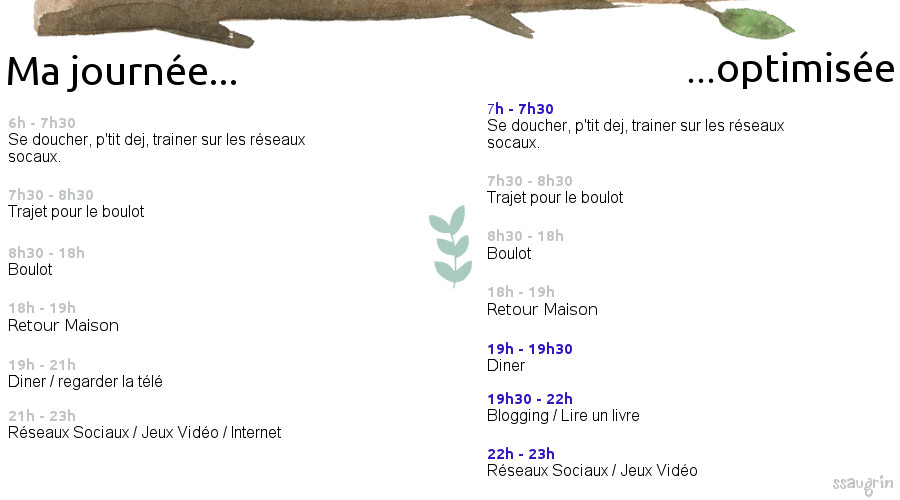 Ma journée...
6h - 7h30
Se doucher, p'tit dej, trainer sur les réseaux
socaux.
7h30 - 8h30
Trajet pour le boulot
8h30 - 18h
Boulot
18h - 19h
Retour Maison
19h - 21h
Diner / regarder la télé
21h - 23h
Réseaux Sociaux / Jeux Vidéo / Internet
...optimisée
7h - 7h30
Se doucher, p'tit dej, trainer sur les réseaux
socaux.
7h30 - 8h30
Trajet pour le boulot
8h30 - 18h
Boulot
18h - 19h
Retour Maison
19h - 19h30
Diner
19h30 - 22h
Blogging / Lire un livre
22h - 23h
Réseaux Sociaux / Jeux Vidéo
ssaugrin